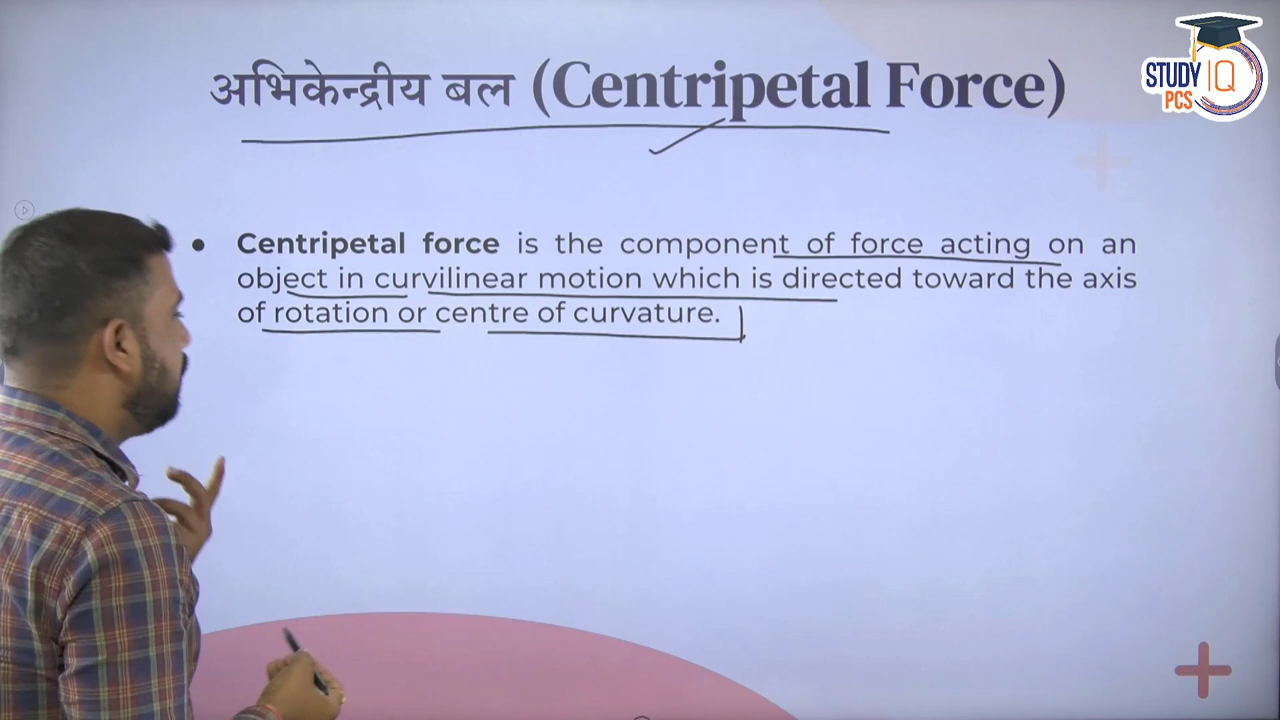 अभिकेन्द्रीय बल (Centripetal Force)
STUDY IQ
PCS
• Centripetal force is the component of force acting on an
object in curvilinear motion which is directed toward the axis
of rotation or centre of curvature.